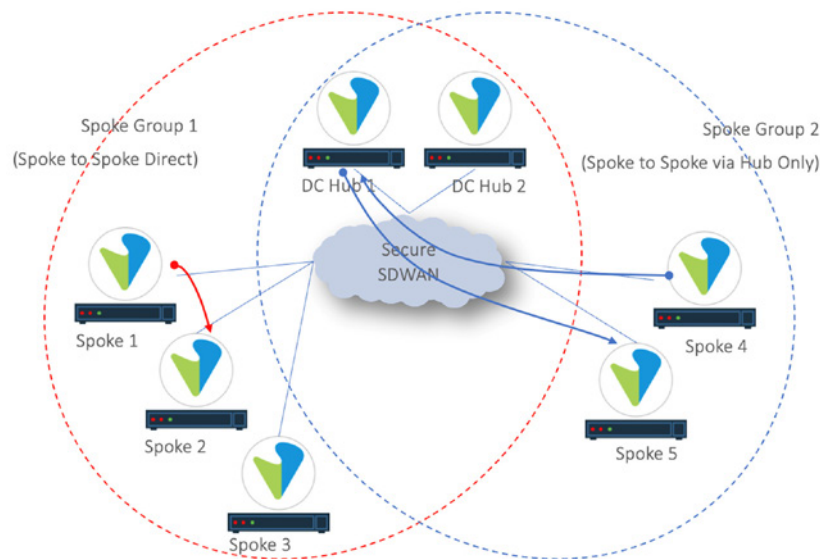 Spoke Group 1
(Spoke to Spoke Direct)
Spoke Group 2
(Spoke to Spoke via Hub Only)
DC Hub 1
DC Hub 2
Secure
SDWAN
Spoke 1
Spoke 2
Spoke 3
Spoke 4
Spoke 5